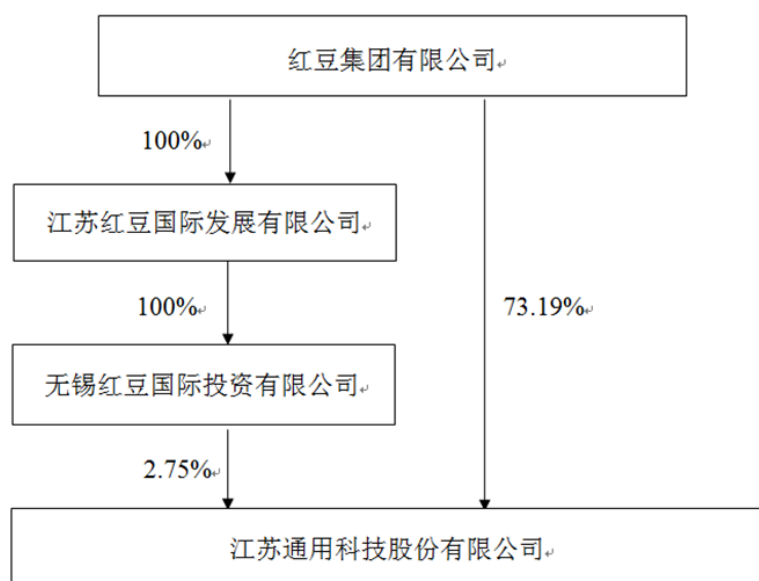 红豆集团有限公司
100%
江苏红豆国际发展有限公司
100%
73.19%
无锡红豆国际投资有限公司
2.75%
江苏通用科技股份有限公司